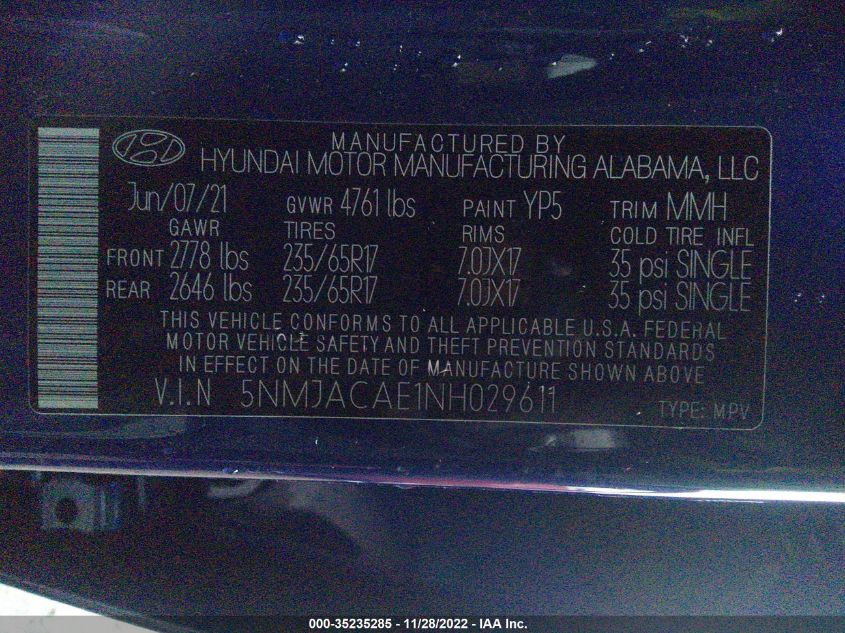 MANUFACTURED BY
HYUNDAI MOTOR MANUFACTURING ALABAMA, LLC
Jun/07/21 GVWR 4761 lbs PAINT YP5 TRIM MMH
GAWR TIRES RIMS COLD TIRE INFL
FRONT 2778 lbs 235/65R17 7.0JX17 35 psi SINGLE
REAR 2646 lbs 235/65R17 7.0JX17 35 psi SINGLE
THIS VEHICLE CONFORMS TO ALL APPLICABLE U.S.A. FEDERAL
MOTOR VEHICLE SAFETY AND THEFT PREVENTION STANDARDS
IN EFFECT ON THE DATE OF MANUFACTURE SHOWN ABOVE
V.I.N 5NMJACAE1NH029611 TYPE: MPV
000-35235285 - 11/28/2022 - IAA Inc.